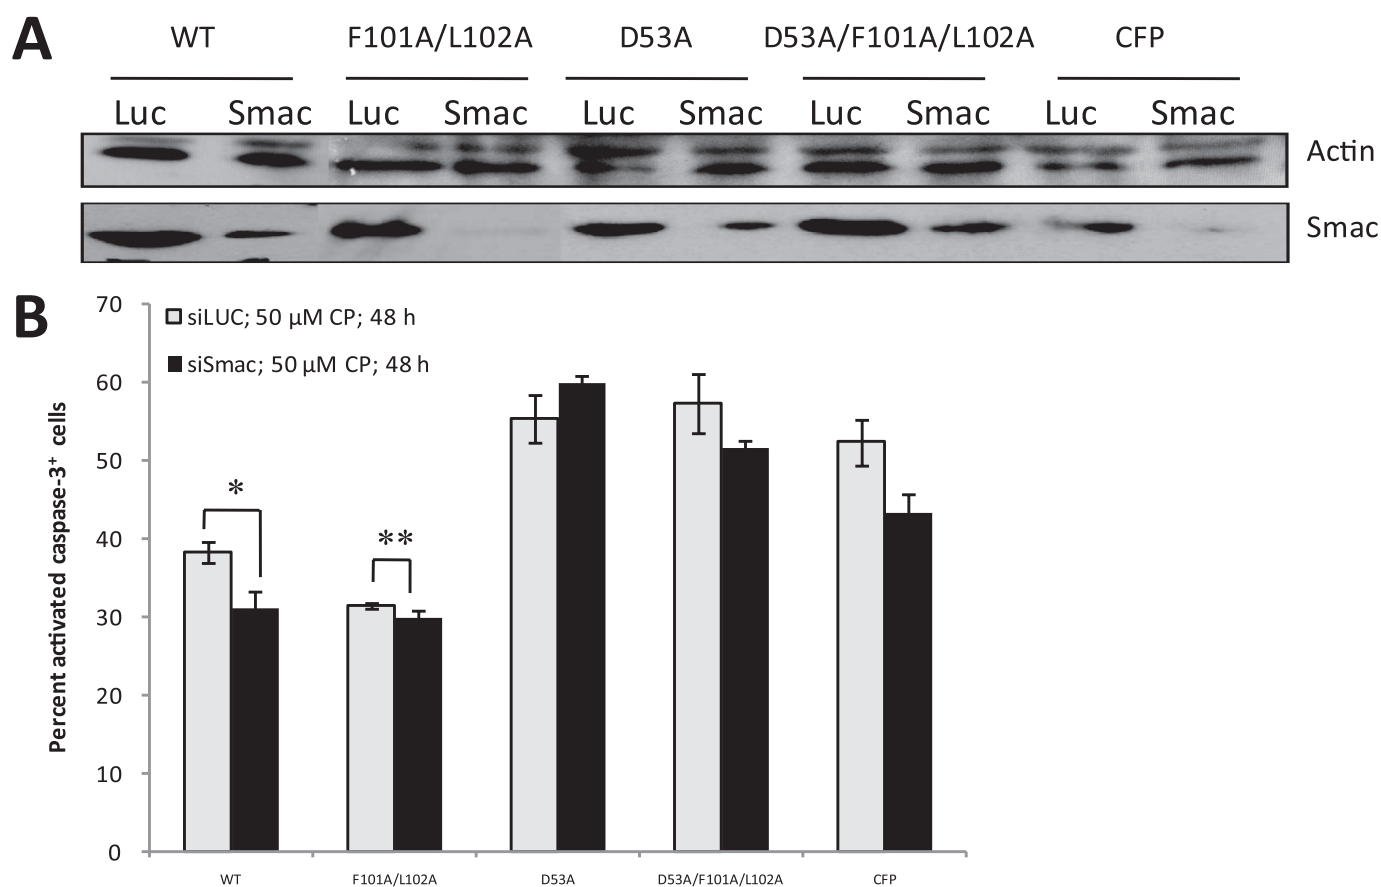 A
WT F101A/L102A D53A D53A/F101A/L102A CFP
Luc Smac Luc Smac Luc Smac Luc Smac Luc Smac
Actin
Smac
B
siLUC; 50 µM CP; 48 h
siSmac; 50 µM CP; 48 h
Percent activated caspase-3⁺ cells
70
60
50
40
30
20
10
0
*
**
WT F101A/L102A D53A D53A/F101A/L102A CFP